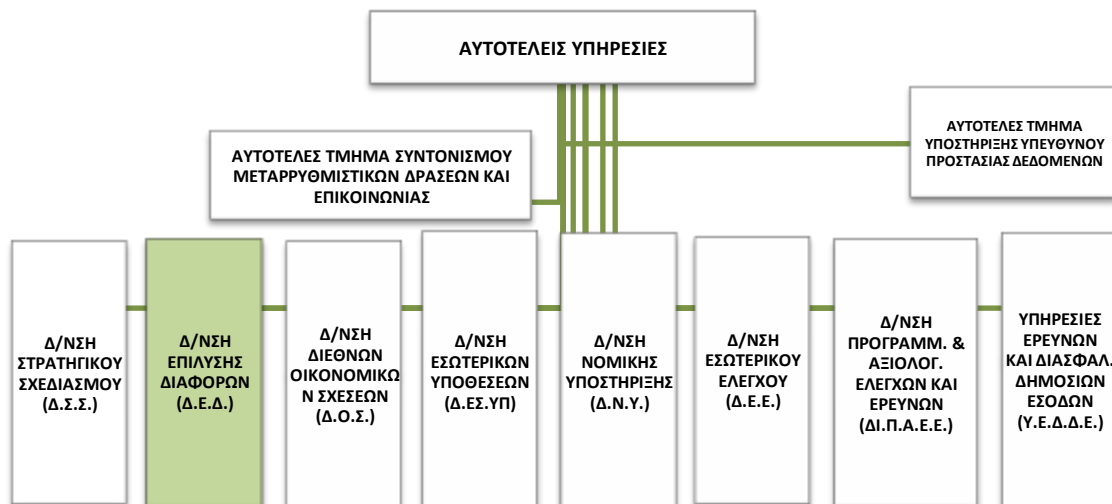 ΑΥΤΟΤΕΛΕΙΣ ΥΠΗΡΕΣΙΕΣ
ΑΥΤΟΤΕΛΕΣ ΤΜΗΜΑ
ΥΠΟΣΤΗΡΙΞΗΣ ΥΠΕΥΘΥΝΟΥ
ΠΡΟΣΤΑΣΙΑΣ ΔΕΔΟΜΕΝΩΝ
ΑΥΤΟΤΕΛΕΣ ΤΜΗΜΑ ΣΥΝΤΟΝΙΣΜΟΥ
ΜΕΤΑΡΡΥΘΜΙΣΤΙΚΩΝ ΔΡΑΣΕΩΝ ΚΑΙ
ΕΠΙΚΟΙΝΩΝΙΑΣ
Δ/ΝΣΗ
ΣΤΡΑΤΗΓΙΚΟΥ
ΣΧΕΔΙΑΣΜΟΥ
(Δ.Σ.Σ.)
Δ/ΝΣΗ
ΕΠΙΛΥΣΗΣ
ΔΙΑΦΟΡΩΝ
(Δ.Ε.Δ.)
Δ/ΝΣΗ
ΔΙΕΘΝΩΝ
ΟΙΚΟΝΟΜΙΚΩ
Ν ΣΧΕΣΕΩΝ
(Δ.Ο.Σ.)
Δ/ΝΣΗ
ΕΣΩΤΕΡΙΚΩΝ
ΥΠΟΘΕΣΕΩΝ
(Δ.ΕΣ.ΥΠ)
Δ/ΝΣΗ
ΝΟΜΙΚΗΣ
ΥΠΟΣΤΗΡΙΞΗΣ
(Δ.Ν.Υ.)
Δ/ΝΣΗ
ΕΣΩΤΕΡΙΚΟΥ
ΕΛΕΓΧΟΥ
(Δ.Ε.Ε.)
Δ/ΝΣΗ
ΠΡΟΓΡΑΜΜ. &
ΑΞΙΟΛΟΓ.
ΕΛΕΓΧΩΝ ΚΑΙ
ΕΡΕΥΝΩΝ
(ΔΙ.Π.Α.Ε.Ε.)
ΥΠΗΡΕΣΙΕΣ
ΕΡΕΥΝΩΝ
ΚΑΙ ΔΙΑΣΦΑΛ.
ΔΗΜΟΣΙΩΝ
ΕΣΟΔΩΝ
(Υ.Ε.Δ.Δ.Ε.)